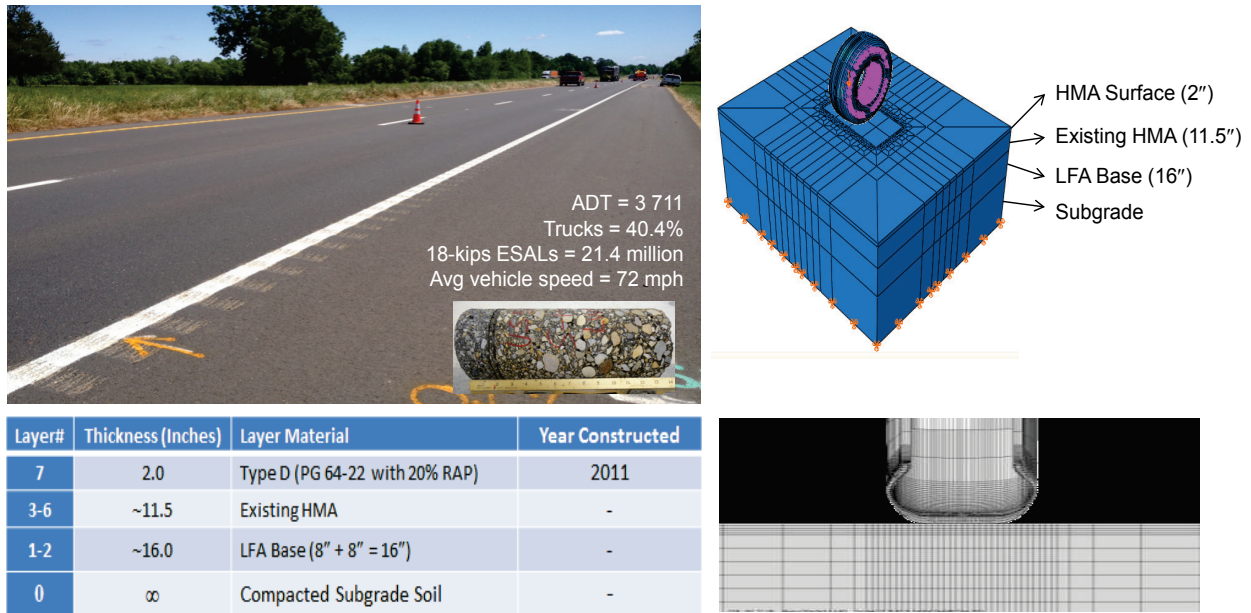 ADT = 3 711
Trucks = 40.4%
18-kips ESALs = 21.4 million
Avg vehicle speed = 72 mph
HMA Surface (2″)
Existing HMA (11.5″)
LFA Base (16″)
Subgrade
Layer# Thickness (Inches) Layer Material Year Constructed
7 2.0 Type D (PG 64-22 with 20% RAP) 2011
3-6 ~11.5 Existing HMA -
1-2 ~16.0 LFA Base (8″ + 8″ = 16″) -
0 ∞ Compacted Subgrade Soil -